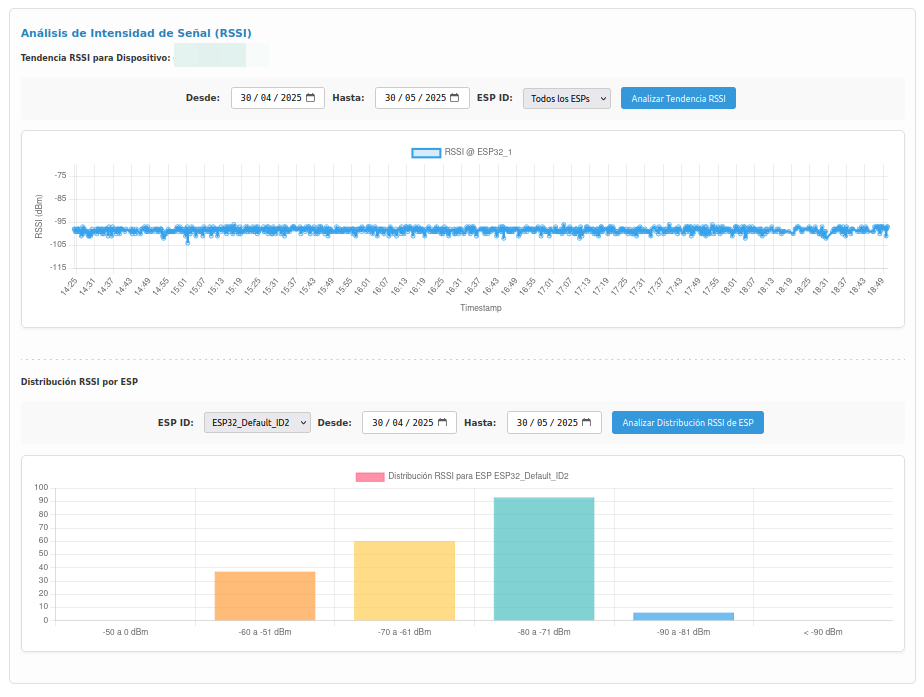 Análisis de Intensidad de Señal (RSSI)
Tendencia RSSI para Dispositivo:
Desde: 30/04/2025 Hasta: 30/05/2025 ESP ID: Todos los ESPs Analizar Tendencia RSSI
RSSI @ ESP32_1
-75
-85
-95
-105
-115
RSSI (dBm)
14:25 14:31 14:37 14:43 14:49 14:55 15:01 15:07 15:13 15:19 15:25 15:31 15:37 15:43 15:49 15:55 16:01 16:07 16:13 16:19 16:25 16:31 16:37 16:43 16:49 16:55 17:01 17:07 17:13 17:19 17:25 17:31 17:37 17:43 17:49 17:55 18:01 18:07 18:13 18:19 18:25 18:31 18:37 18:43 18:49
Timestamp
Distribución RSSI por ESP
ESP ID: ESP32_Default_ID2 Desde: 30/04/2025 Hasta: 30/05/2025 Analizar Distribución RSSI de ESP
Distribución RSSI para ESP ESP32_Default_ID2
100
90
80
70
60
50
40
30
20
10
0
-50 a 0 dBm -60 a -51 dBm -70 a -61 dBm -80 a -71 dBm -90 a -81 dBm < -90 dBm